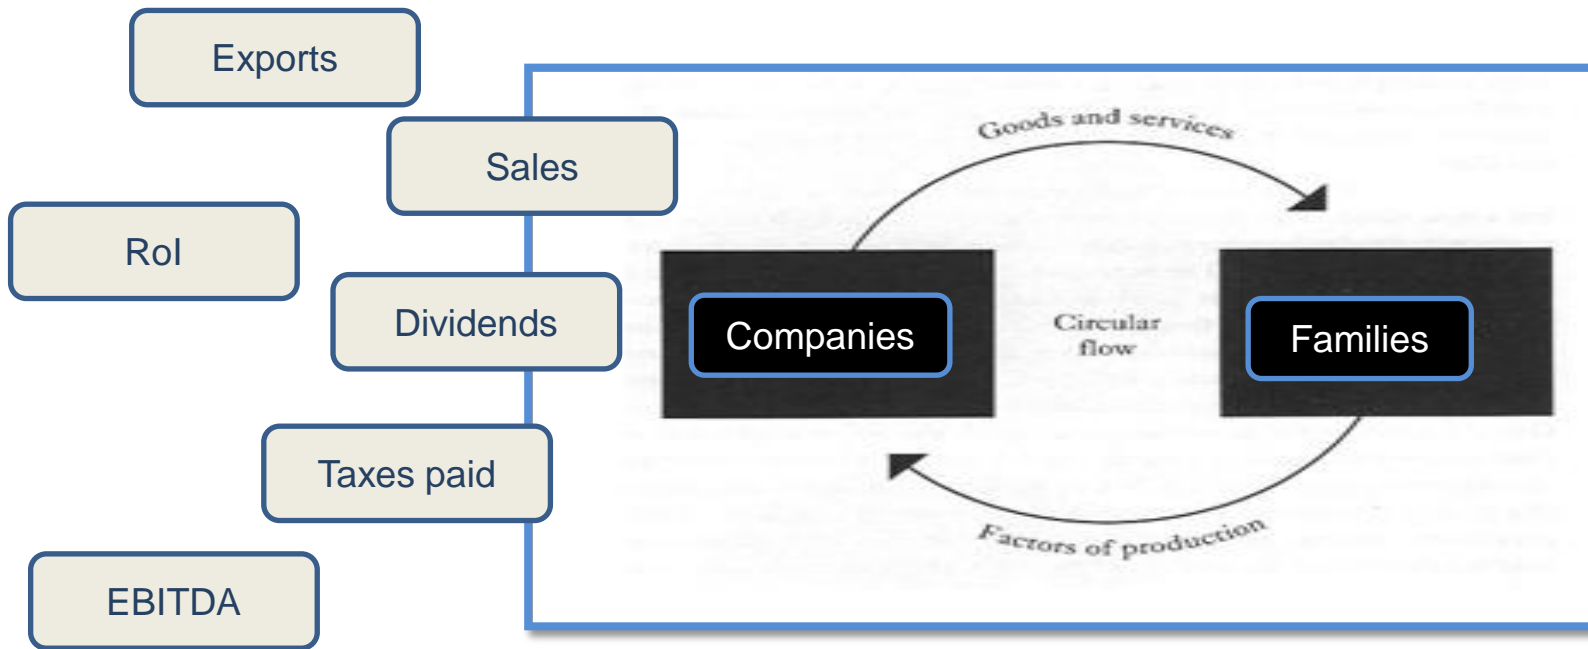 Exports
Sales
RoI
Dividends
Taxes paid
EBITDA
Goods and services
Companies
Circular
flow
Families
Factors of production